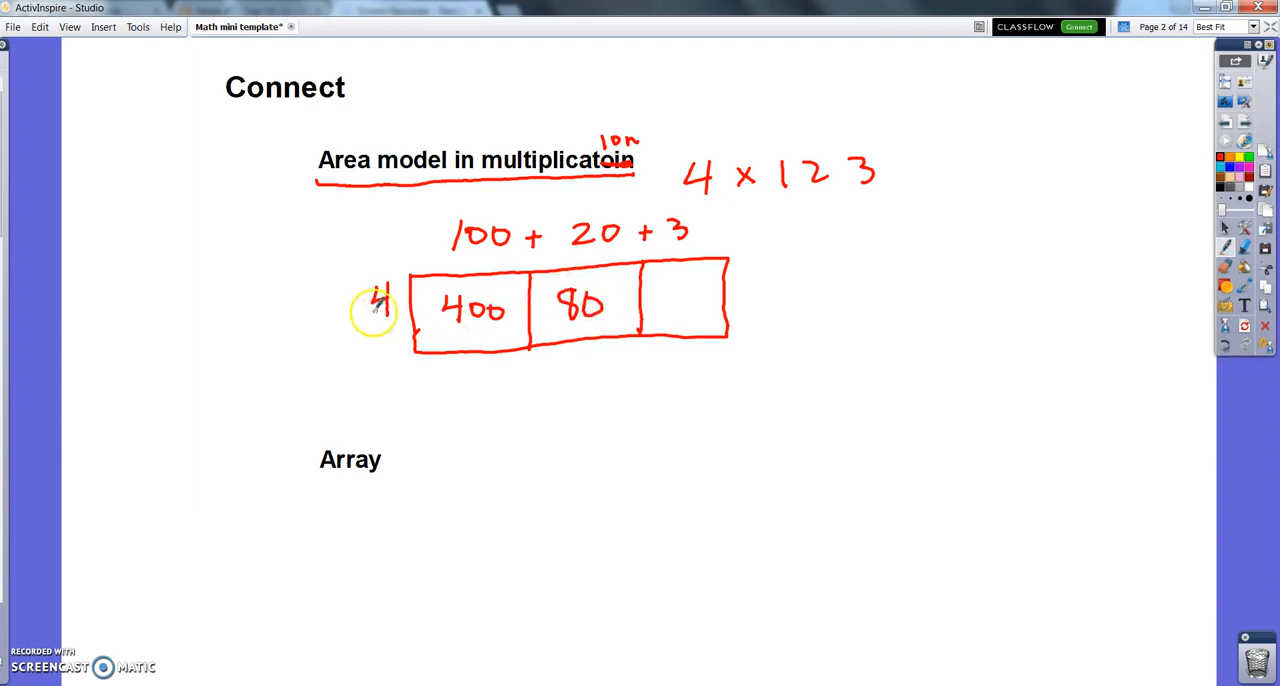 ActivInspire - Studio
File Edit View Insert Tools Help Math mini template* CLASSFLOW Connect Page 2 of 14 Best Fit
Connect
ion
Area model in multiplicatoin
4 x 123
100 + 20 + 3
4 400 80
Array
RECORDED WITH
SCREENCAST MATIC